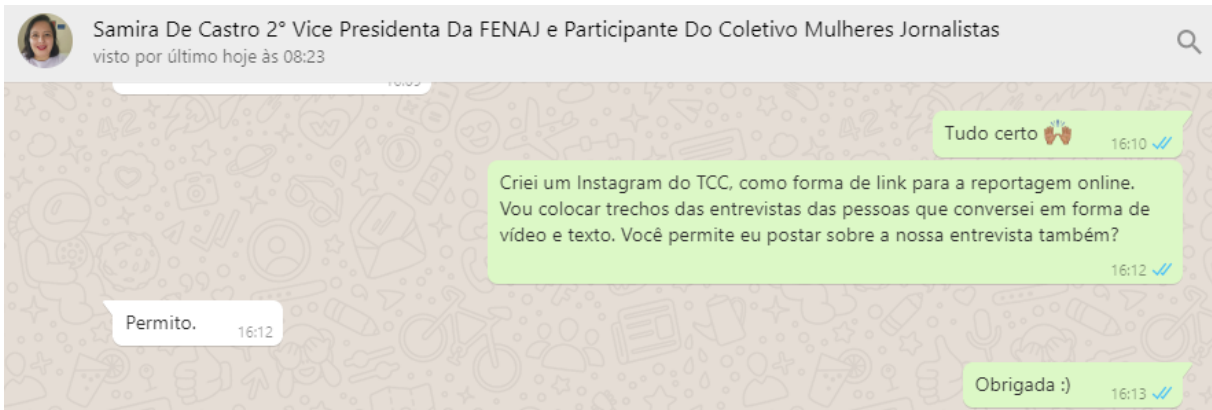 Samira De Castro 2° Vice Presidenta Da FENAJ e Participante Do Coletivo Mulheres Jornalistas
visto por último hoje às 08:23
Tudo certo 🙌🏽
16:10
Criei um Instagram do TCC, como forma de link para a reportagem online.
Vou colocar trechos das entrevistas das pessoas que conversei em forma de
vídeo e texto. Você permite eu postar sobre a nossa entrevista também?
16:12
Permito.
16:12
Obrigada :)
16:13